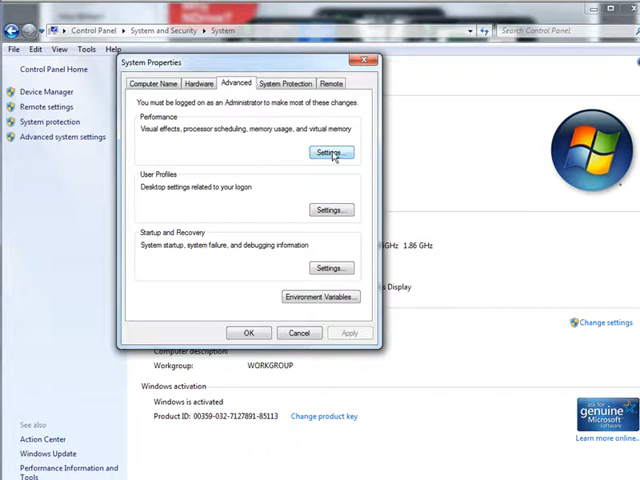 Control Panel ▸ System and Security ▸ System
Search Control Panel
File Edit View Tools Help
System Properties
Control Panel Home
Device Manager
Remote settings
System protection
Advanced system settings
Computer Name Hardware Advanced System Protection Remote
You must be logged on as an Administrator to make most of these changes.
Performance
Visual effects, processor scheduling, memory usage, and virtual memory
Settings...
User Profiles
Desktop settings related to your logon
Settings...
Startup and Recovery
System startup, system failure, and debugging information
Settings...
Environment Variables...
OK Cancel Apply
GHz 1.86 GHz
Display
Change settings
Computer description:
Workgroup: WORKGROUP
Windows activation
Windows is activated
Product ID: 00359-032-7127891-85113 Change product key
ask for
genuine
Microsoft
software
Learn more online...
See also
Action Center
Windows Update
Performance Information and
Tools